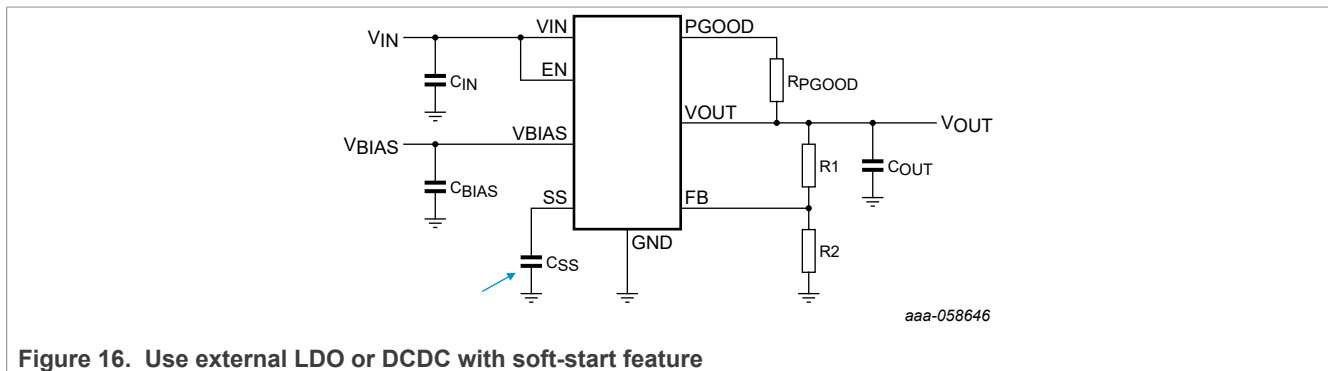 VIN VIN PGOOD
CIN EN RPGOOD
VOUT VOUT
VBIAS VBIAS R1 COUT
CBIAS SS FB
GND R2
CSS
aaa-058646
Figure 16. Use external LDO or DCDC with soft-start feature